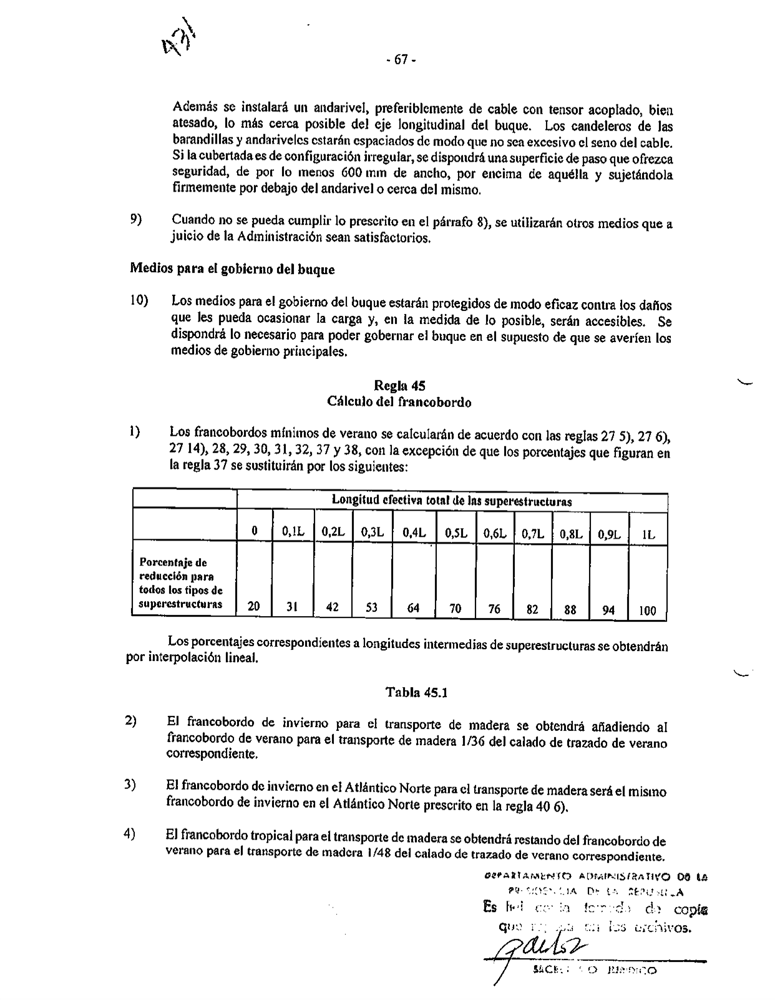 431
- 67 -
Además se instalará un andarivel, preferiblemente de cable con tensor acoplado, bien
atesado, lo más cerca posible del eje longitudinal del buque. Los candeleros de las
barandillas y andariveles estarán espaciados de modo que no sea excesivo el seno del cable.
Si la cubertada es de configuración irregular, se dispondrá una superficie de paso que ofrezca
seguridad, de por lo menos 600 mm de ancho, por encima de aquélla y sujetándola
firmemente por debajo del andarivel o cerca del mismo.
9) Cuando no se pueda cumplir lo prescrito en el párrafo 8), se utilizarán otros medios que a
juicio de la Administración sean satisfactorios.
Medios para el gobierno del buque
10) Los medios para el gobierno del buque estarán protegidos de modo eficaz contra los daños
que les pueda ocasionar la carga y, en la medida de lo posible, serán accesibles. Se
dispondrá lo necesario para poder gobernar el buque en el supuesto de que se averíen los
medios de gobierno principales.
Regla 45
Cálculo del francobordo
1) Los francobordos mínimos de verano se calcularán de acuerdo con las reglas 27 5), 27 6),
27 14), 28, 29, 30, 31, 32, 37 y 38, con la excepción de que los porcentajes que figuran en
la regla 37 se sustituirán por los siguientes:
Longitud efectiva total de las superestructuras
0 0,1L 0,2L 0,3L 0,4L 0,5L 0,6L 0,7L 0,8L 0,9L 1L
Porcentaje de
reducción para
todos los tipos de
superestructuras 20 31 42 53 64 70 76 82 88 94 100
Los porcentajes correspondientes a longitudes intermedias de superestructuras se obtendrán
por interpolación lineal.
Tabla 45.1
2) El francobordo de invierno para el transporte de madera se obtendrá añadiendo al
francobordo de verano para el transporte de madera 1/36 del calado de trazado de verano
correspondiente.
3) El francobordo de invierno en el Atlántico Norte para el transporte de madera será el mismo
francobordo de invierno en el Atlántico Norte prescrito en la regla 40 6).
4) El francobordo tropical para el transporte de madera se obtendrá restando del francobordo de
verano para el transporte de madera 1/48 del calado de trazado de verano correspondiente.
DEPARTAMENTO ADMINISTRATIVO DE LA
DE LA
Es de copia
que los archivos.
JURIDICO